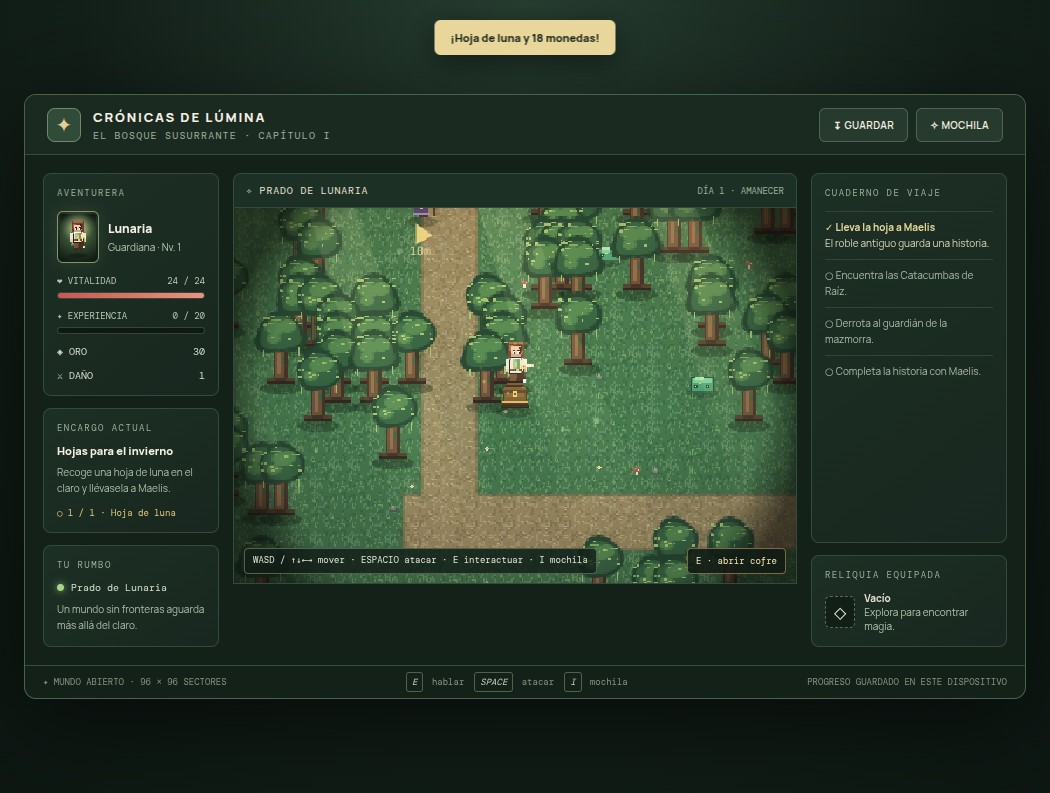 ¡Hoja de luna y 18 monedas!
✦ CRÓNICAS DE LÚMINA
EL BOSQUE SUSURRANTE · CAPÍTULO I
↧ GUARDAR
✧ MOCHILA
AVENTURERA
Lunaria
Guardiana · Nv. 1
❤ VITALIDAD 24 / 24
✦ EXPERIENCIA 0 / 20
◈ ORO 30
⚔ DAÑO 1
ENCARGO ACTUAL
Hojas para el invierno
Recoge una hoja de luna en el
claro y llévasela a Maelis.
○ 1 / 1 · Hoja de luna
TU RUMBO
Prado de Lunaria
Un mundo sin fronteras aguarda
más allá del claro.
✧ PRADO DE LUNARIA
DÍA 1 · AMANECER
18m
WASD / ↑↓←→ mover · ESPACIO atacar · E interactuar · I mochila
E · abrir cofre
CUADERNO DE VIAJE
✓ Lleva la hoja a Maelis
El roble antiguo guarda una historia.
○ Encuentra las Catacumbas de
Raíz.
○ Derrota al guardián de la
mazmorra.
○ Completa la historia con Maelis.
RELIQUIA EQUIPADA
◇ Vacío
Explora para encontrar
magia.
✦ MUNDO ABIERTO · 96 × 96 SECTORES
E hablar SPACE atacar I mochila
PROGRESO GUARDADO EN ESTE DISPOSITIVO